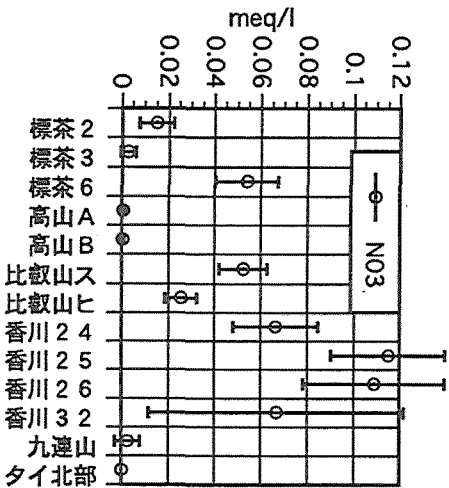 meq/l
0 0.02 0.04 0.06 0.08 0.1 0.12
NO3
標茶2
標茶3
標茶6
高山A
高山B
比叡山ス
比叡山ヒ
香川24
香川25
香川26
香川32
九連山
タイ北部